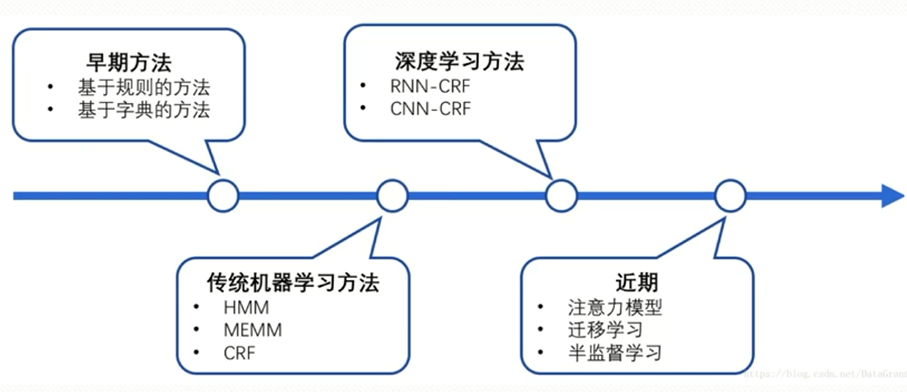 早期方法
• 基于规则的方法
• 基于字典的方法
深度学习方法
• RNN-CRF
• CNN-CRF
传统机器学习方法
• HMM
• MEMM
• CRF
近期
• 注意力模型
• 迁移学习
• 半监督学习
https://blog.csdn.net/DataGrand